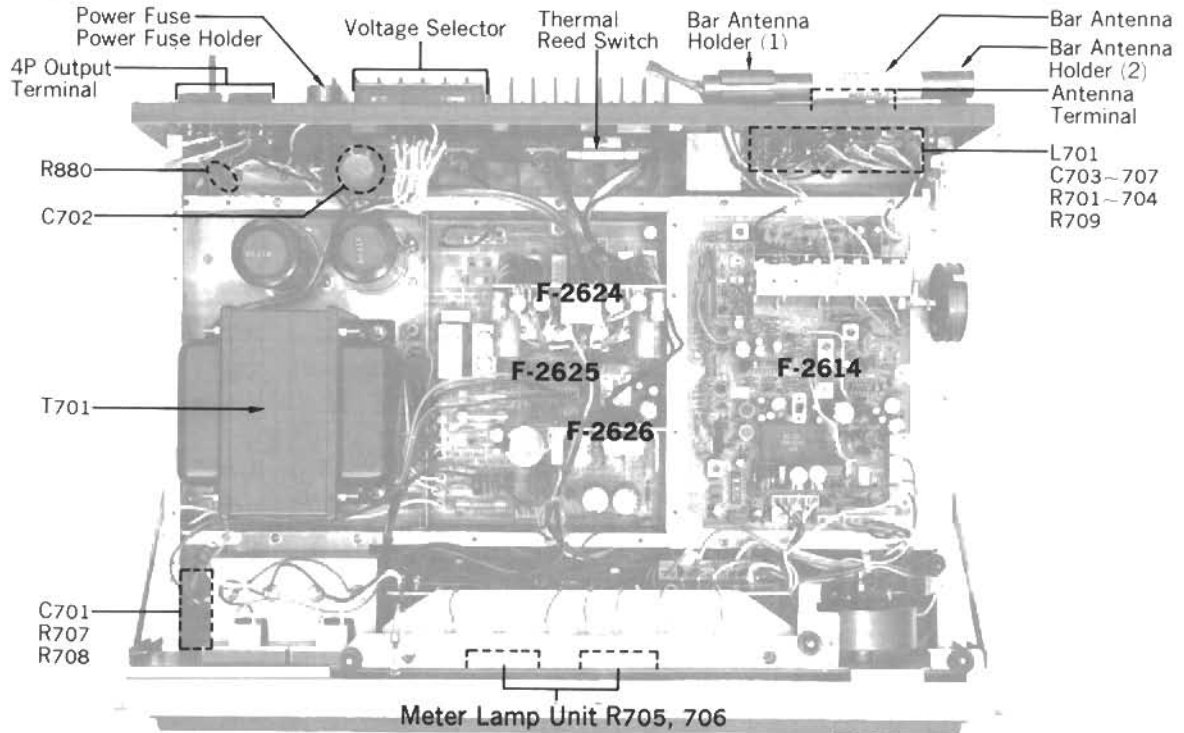 Power Fuse
Power Fuse Holder
4P Output
Terminal
Voltage Selector
Thermal
Reed Switch
Bar Antenna
Holder (1)
Bar Antenna
Bar Antenna
Holder (2)
Antenna
Terminal
R880
C702
L701
C703~707
R701~704
R709
F-2624
F-2625
F-2614
T701
F-2626
C701
R707
R708
Meter Lamp Unit R705, 706